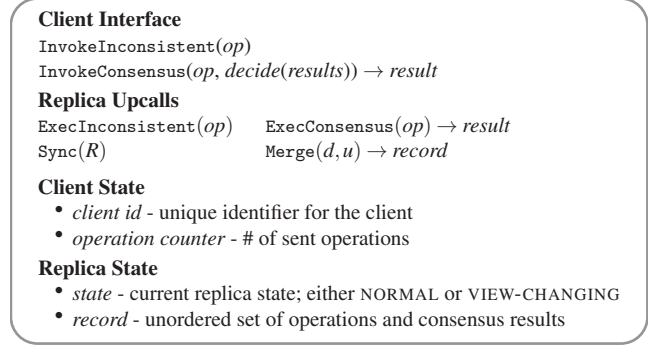 Client Interface
InvokeInconsistent(op)
InvokeConsensus(op, decide(results)) → result
Replica Upcalls
ExecInconsistent(op) ExecConsensus(op) → result
Sync(R) Merge(d,u) → record
Client State
• client id - unique identifier for the client
• operation counter - # of sent operations
Replica State
• state - current replica state; either NORMAL or VIEW-CHANGING
• record - unordered set of operations and consensus results